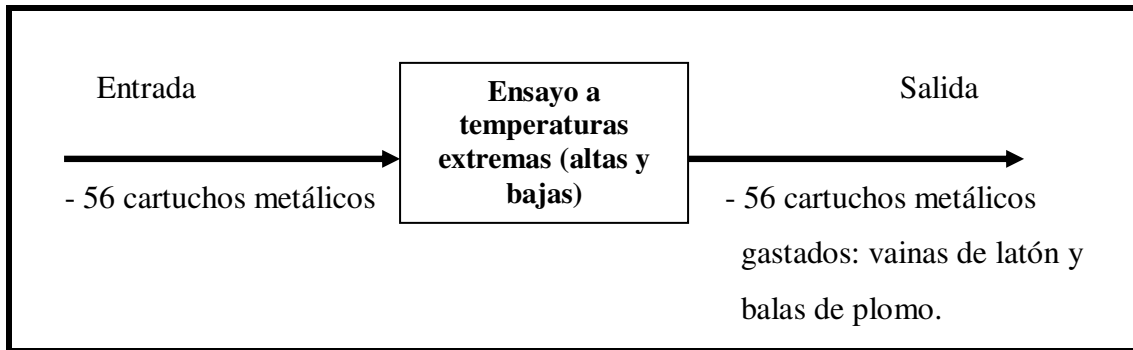 Entrada
- 56 cartuchos metálicos
Ensayo a
temperaturas
extremas (altas y
bajas)
Salida
- 56 cartuchos metálicos
gastados: vainas de latón y
balas de plomo.